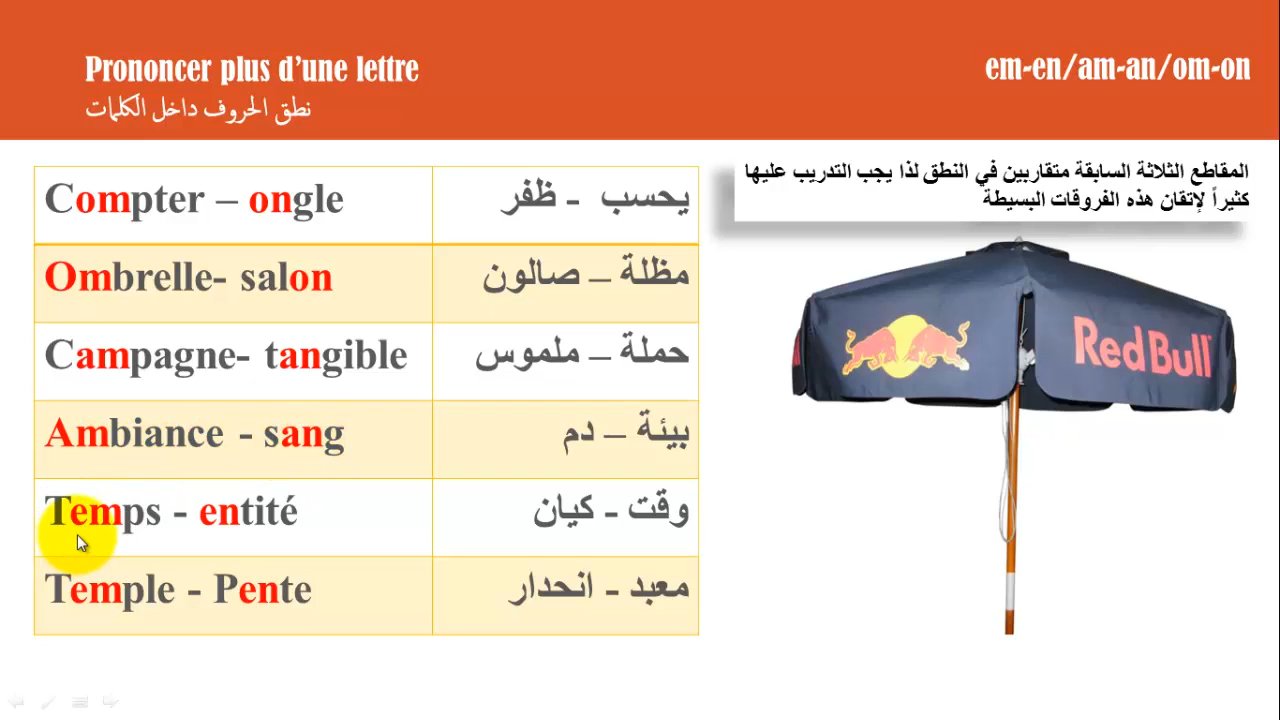 Prononcer plus d’une lettre
نطق الحروف داخل الكلمات
em-en/am-an/om-on
المقاطع الثلاثة السابقة متقاربين في النطق لذا يجب التدريب عليها
كثيراً لإتقان هذه الفروقات البسيطة
Compter – ongle
يحسب - ظفر
Ombrelle- salon
مظلة – صالون
Campagne- tangible
حملة – ملموس
Ambiance - sang
بيئة – دم
Temps - entité
وقت - كيان
Temple - Pente
معبد - انحدار
Red Bull